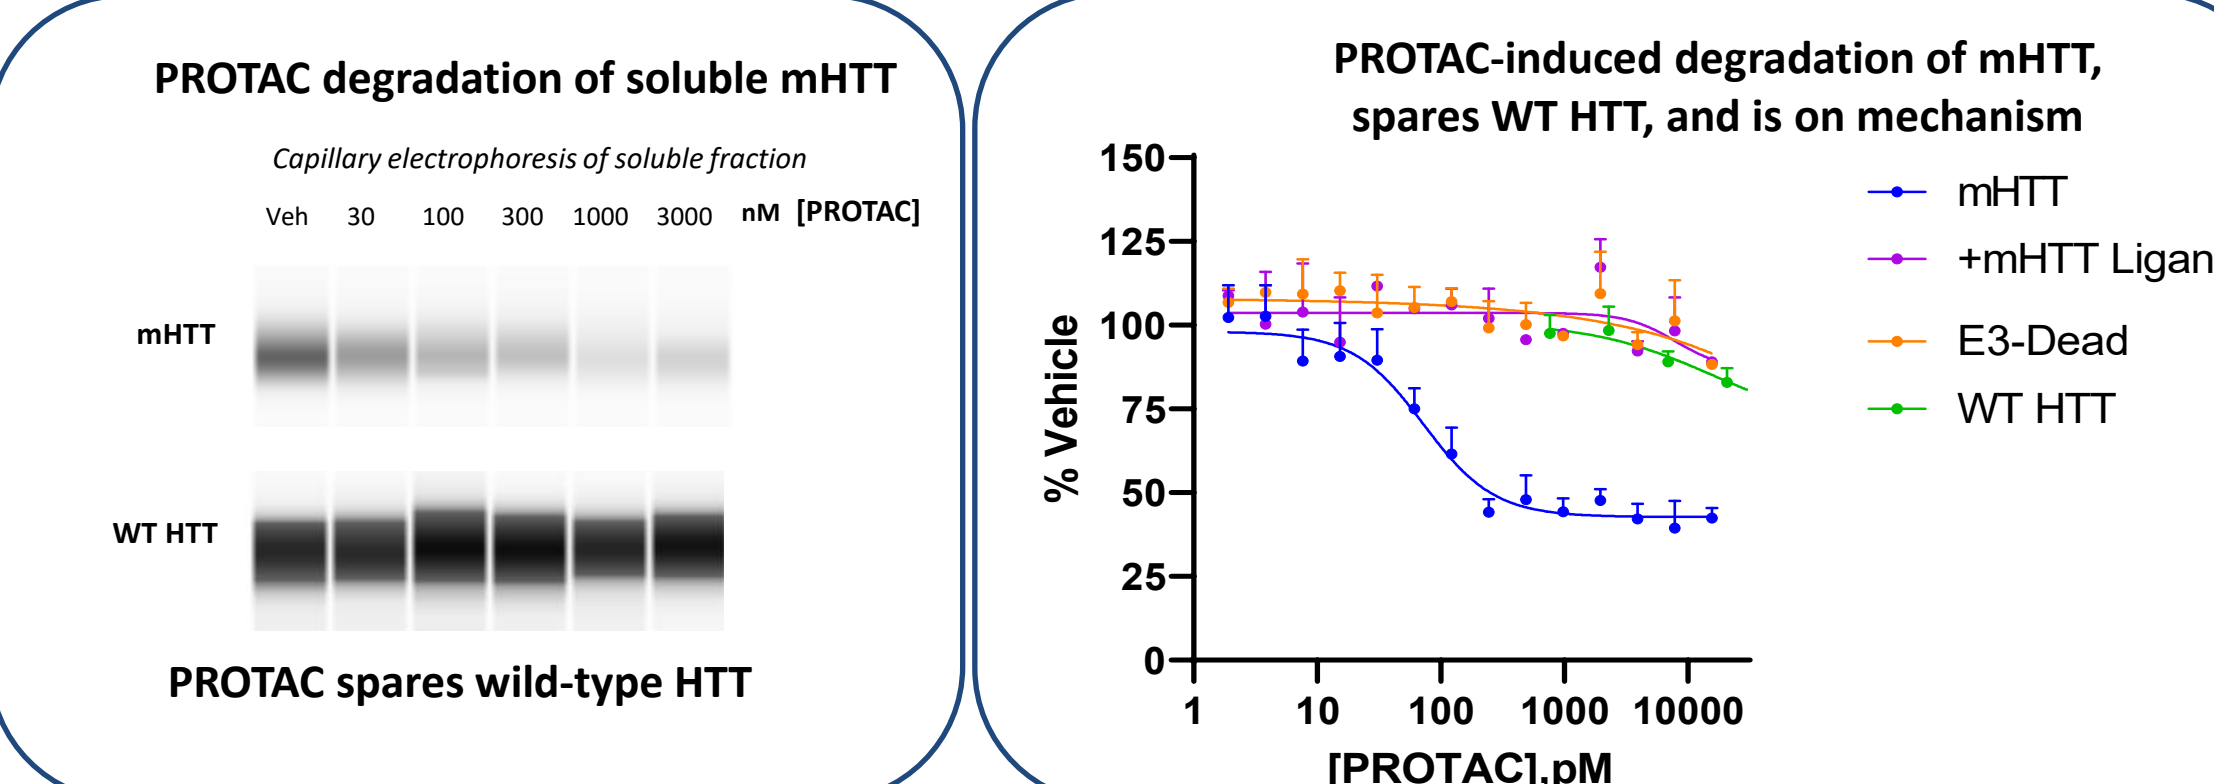 PROTAC degradation of soluble mHTT
Capillary electrophoresis of soluble fraction
Veh 30 100 300 1000 3000 nM [PROTAC]
mHTT
WT HTT
PROTAC spares wild-type HTT
PROTAC-induced degradation of mHTT,
spares WT HTT, and is on mechanism
150
125
100
75
50
25
0
% Vehicle
1 10 100 1000 10000
[PROTAC],pM
mHTT
+mHTT Ligan
E3-Dead
WT HTT